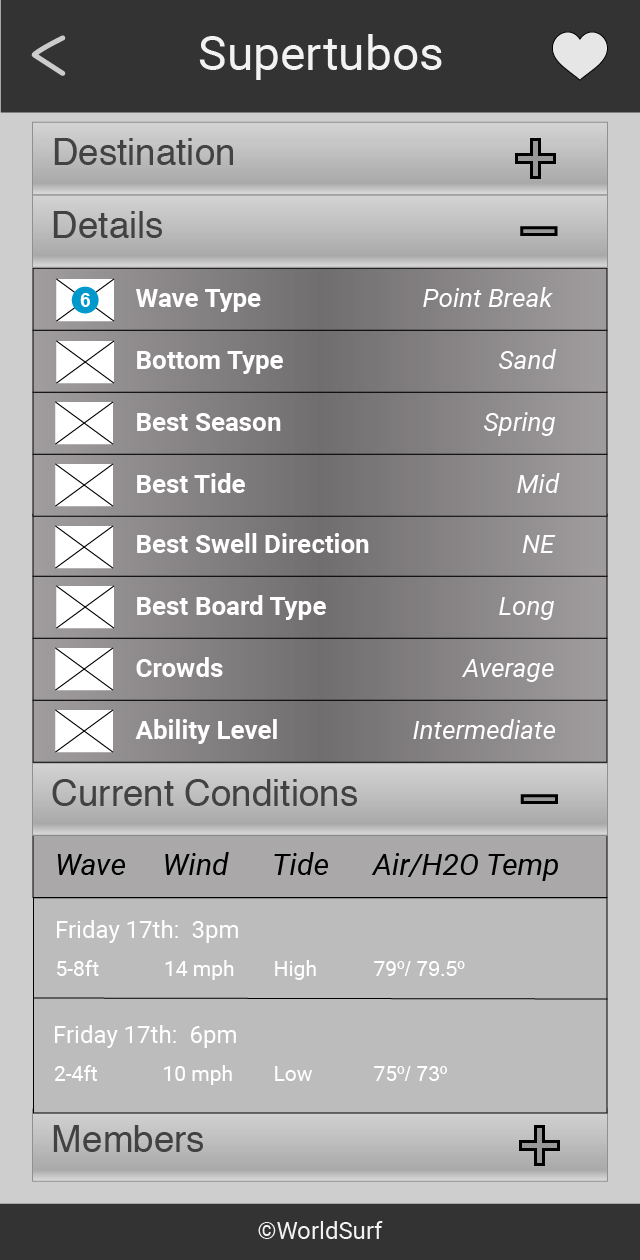 Supertubos
Destination
Details
6 Wave Type Point Break
Bottom Type Sand
Best Season Spring
Best Tide Mid
Best Swell Direction NE
Best Board Type Long
Crowds Average
Ability Level Intermediate
Current Conditions
Wave Wind Tide Air/H2O Temp
Friday 17th: 3pm
5-8ft 14 mph High 79º/ 79.5º
Friday 17th: 6pm
2-4ft 10 mph Low 75º/ 73º
Members
©WorldSurf